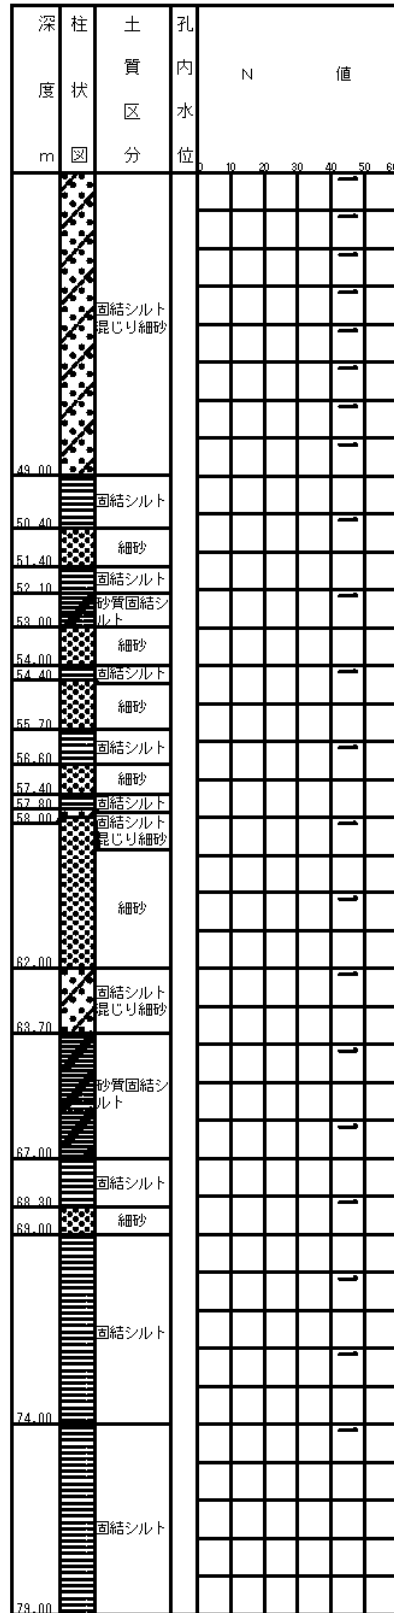 深度m
柱状図
土質区分
孔内水位
N 値
0 10 20 30 40 50 60
固結シルト
混じり細砂
49.00
固結シルト
50.40
細砂
51.40
固結シルト
52.10
砂質固結シ
ルト
53.00
細砂
54.00
固結シルト
54.40
細砂
55.70
固結シルト
56.60
細砂
57.40
固結シルト
57.80
固結シルト
混じり細砂
58.00
細砂
62.00
固結シルト
混じり細砂
63.70
砂質固結シ
ルト
67.00
固結シルト
68.30
細砂
69.00
固結シルト
74.00
固結シルト
79.00